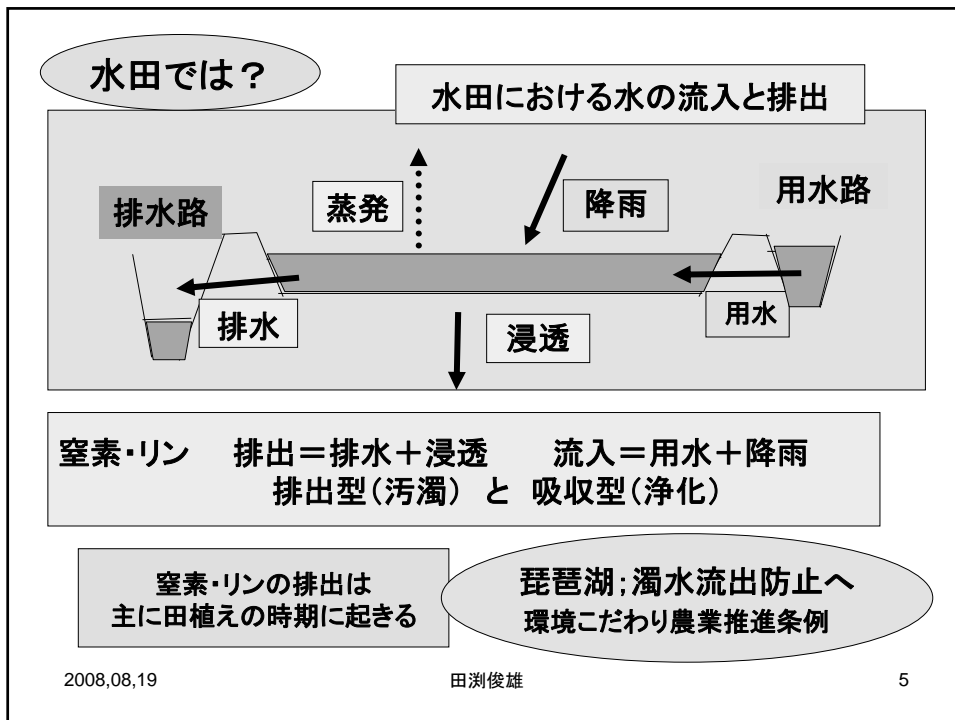 水田では？
水田における水の流入と排出
排水路
蒸発
降雨
用水路
排水
浸透
用水
窒素・リン　排出＝排水＋浸透　流入＝用水＋降雨
排出型（汚濁）　と　吸収型（浄化）
窒素・リンの排出は
主に田植えの時期に起きる
琵琶湖；濁水流出防止へ
環境こだわり農業推進条例
2008,08,19
田渕俊雄
5